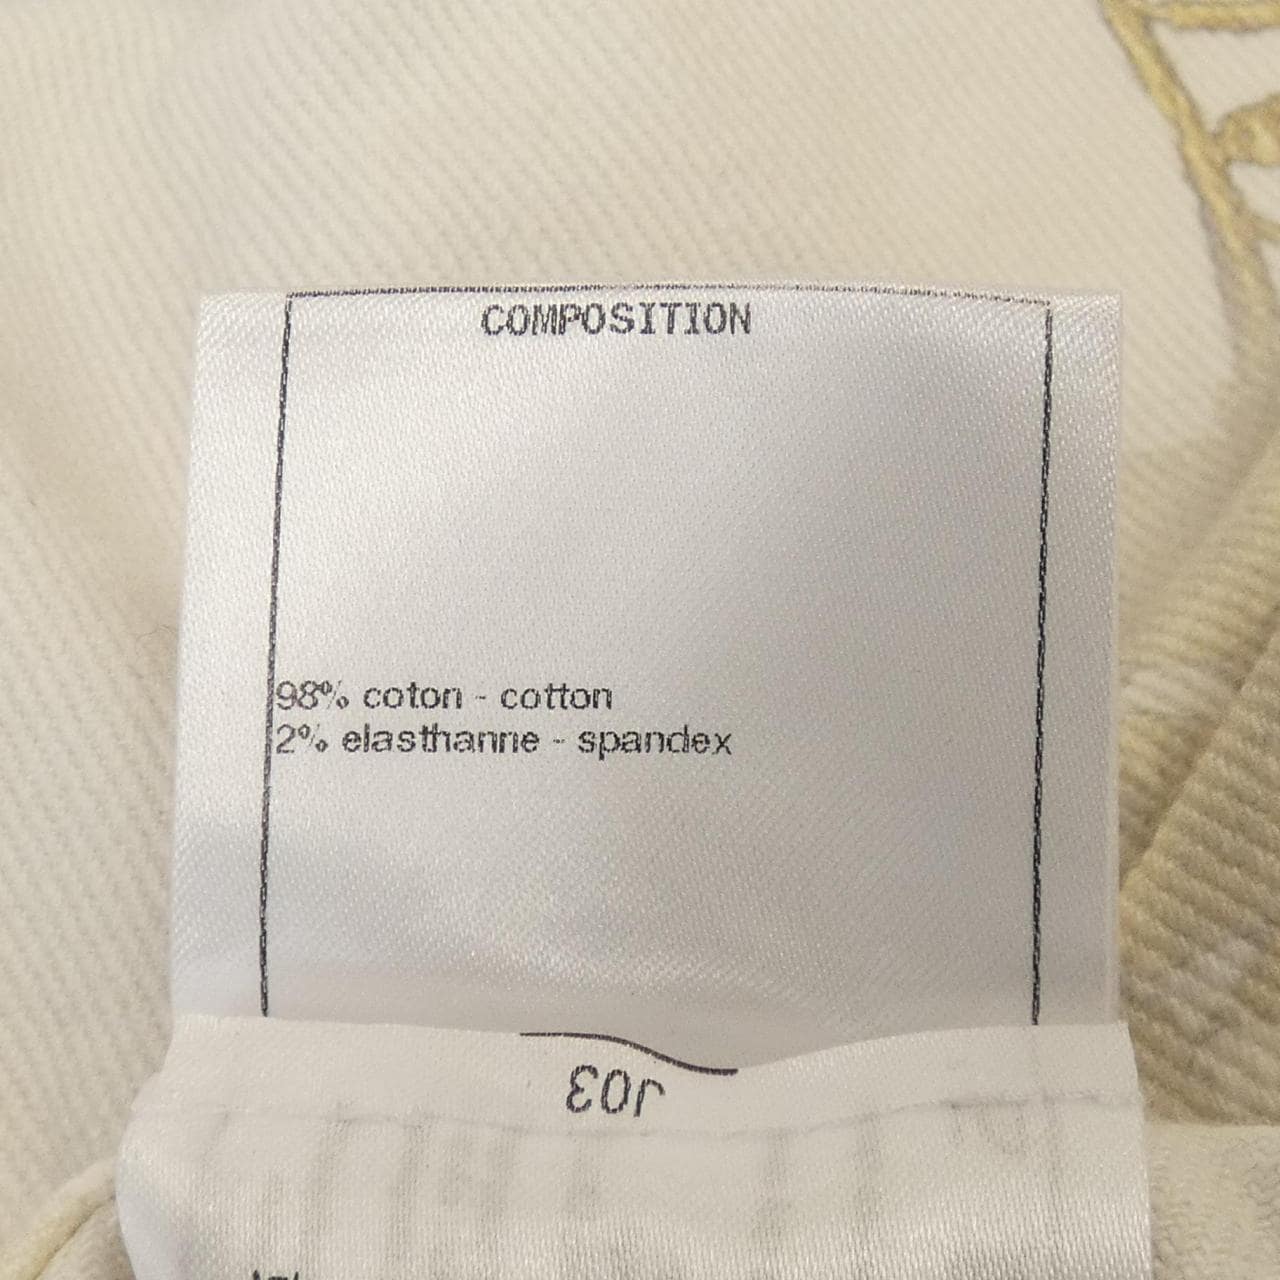 COMPOSITION
98% coton - cotton
2% elasthanne - spandex
J03